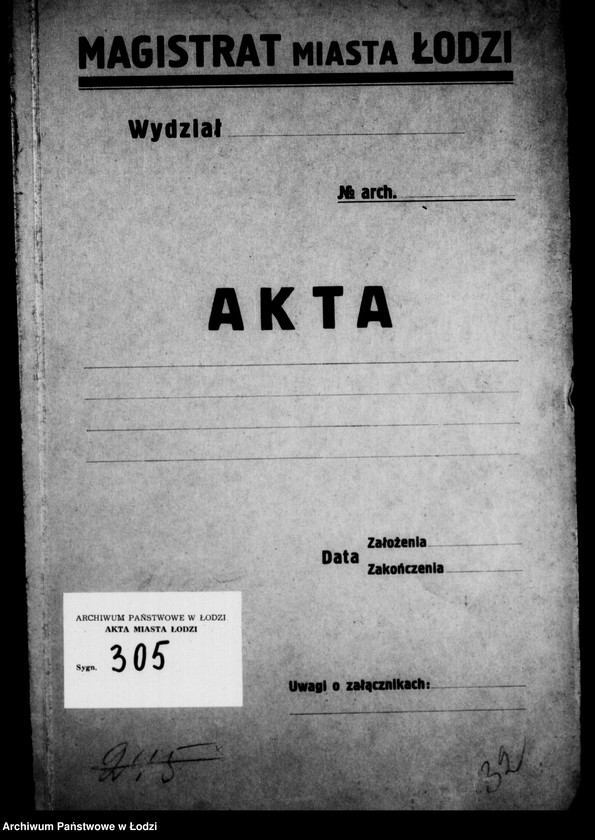 MAGISTRAT MIASTA ŁODZI
Wydział
№ arch.
AKTA
Data
Założenia
Zakończenia
ARCHIWUM PAŃSTWOWE W ŁODZI
AKTA MIASTA ŁODZI
Sygn. 305
Uwagi o załącznikach:
32
Archiwum Państwowe w Łodzi